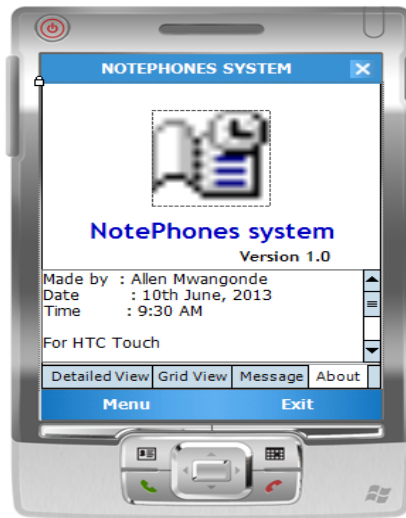 NOTEPHONES SYSTEM
NotePhones system
Version 1.0
Made by : Allen Mwangonde
Date : 10th June, 2013
Time : 9:30 AM
For HTC Touch
Detailed View Grid View Message About
Menu Exit